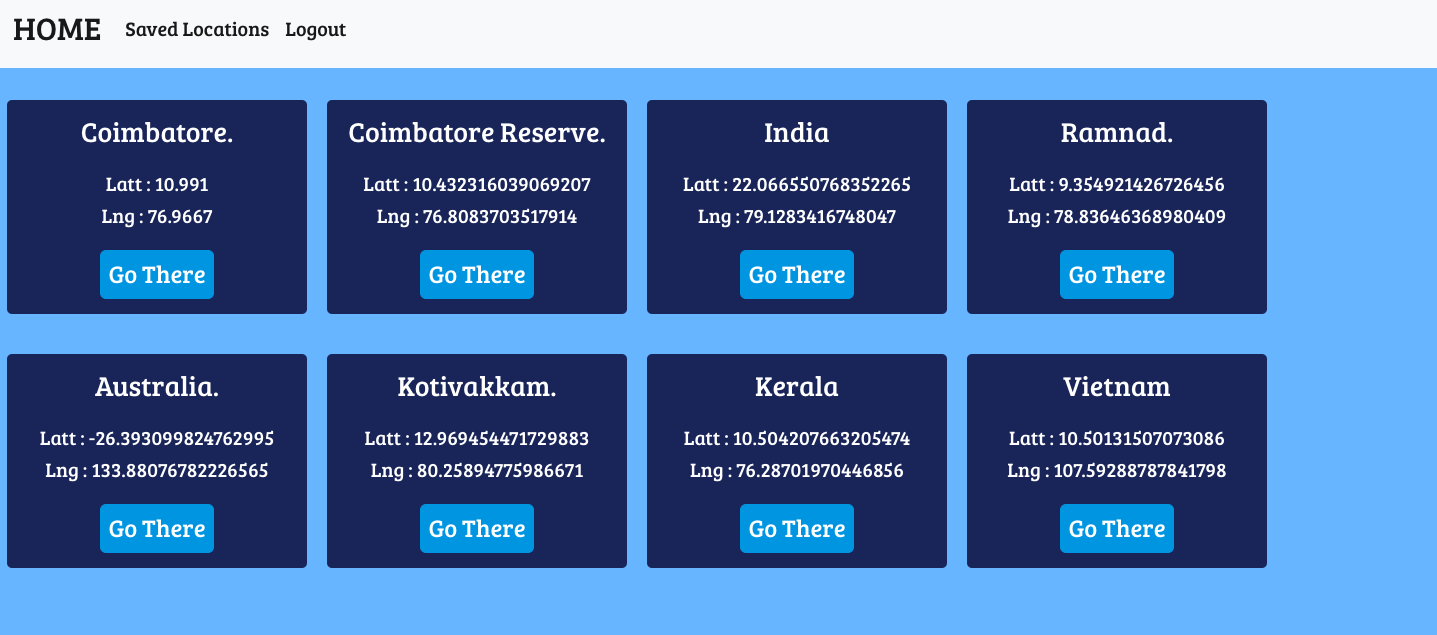 HOME Saved Locations Logout
Coimbatore.
Latt : 10.991
Lng : 76.9667
Go There
Coimbatore Reserve.
Latt : 10.432316039069207
Lng : 76.8083703517914
Go There
India
Latt : 22.066550768352265
Lng : 79.1283416748047
Go There
Ramnad.
Latt : 9.354921426726456
Lng : 78.83646368980409
Go There
Australia.
Latt : -26.393099824762995
Lng : 133.88076782226565
Go There
Kotivakkam.
Latt : 12.969454471729883
Lng : 80.25894775986671
Go There
Kerala
Latt : 10.504207663205474
Lng : 76.28701970446856
Go There
Vietnam
Latt : 10.50131507073086
Lng : 107.59288787841798
Go There